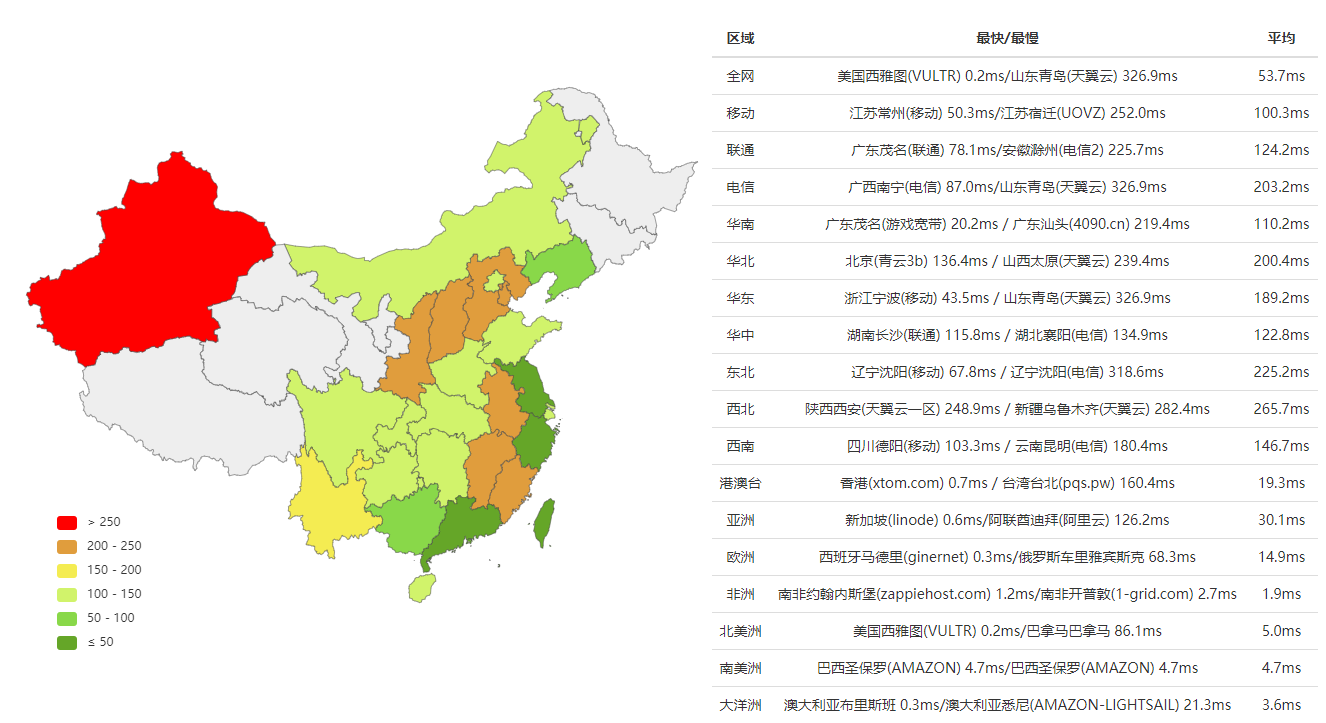 区域 最快/最慢 平均
全网 美国西雅图(VULTR) 0.2ms/山东青岛(天翼云) 326.9ms 53.7ms
移动 江苏常州(移动) 50.3ms/江苏宿迁(UOVZ) 252.0ms 100.3ms
联通 广东茂名(联通) 78.1ms/安徽滁州(电信2) 225.7ms 124.2ms
电信 广西南宁(电信) 87.0ms/山东青岛(天翼云) 326.9ms 203.2ms
华南 广东茂名(游戏宽带) 20.2ms / 广东汕头(4090.cn) 219.4ms 110.2ms
华北 北京(青云3b) 136.4ms / 山西太原(天翼云) 239.4ms 200.4ms
华东 浙江宁波(移动) 43.5ms / 山东青岛(天翼云) 326.9ms 189.2ms
华中 湖南长沙(联通) 115.8ms / 湖北襄阳(电信) 134.9ms 122.8ms
东北 辽宁沈阳(移动) 67.8ms / 辽宁沈阳(电信) 318.6ms 225.2ms
西北 陕西西安(天翼云一区) 248.9ms / 新疆乌鲁木齐(天翼云) 282.4ms 265.7ms
西南 四川德阳(移动) 103.3ms / 云南昆明(电信) 180.4ms 146.7ms
港澳台 香港(xtom.com) 0.7ms / 台湾台北(pqs.pw) 160.4ms 19.3ms
亚洲 新加坡(linode) 0.6ms/阿联酋迪拜(阿里云) 126.2ms 30.1ms
欧洲 西班牙马德里(ginernet) 0.3ms/俄罗斯车里雅宾斯克 68.3ms 14.9ms
非洲 南非约翰内斯堡(zappiehost.com) 1.2ms/南非开普敦(1-grid.com) 2.7ms 1.9ms
北美洲 美国西雅图(VULTR) 0.2ms/巴拿马巴拿马 86.1ms 5.0ms
南美洲 巴西圣保罗(AMAZON) 4.7ms/巴西圣保罗(AMAZON) 4.7ms 4.7ms
大洋洲 澳大利亚布里斯班 0.3ms/澳大利亚悉尼(AMAZON-LIGHTSAIL) 21.3ms 3.6ms
> 250
200 - 250
150 - 200
100 - 150
50 - 100
≤ 50